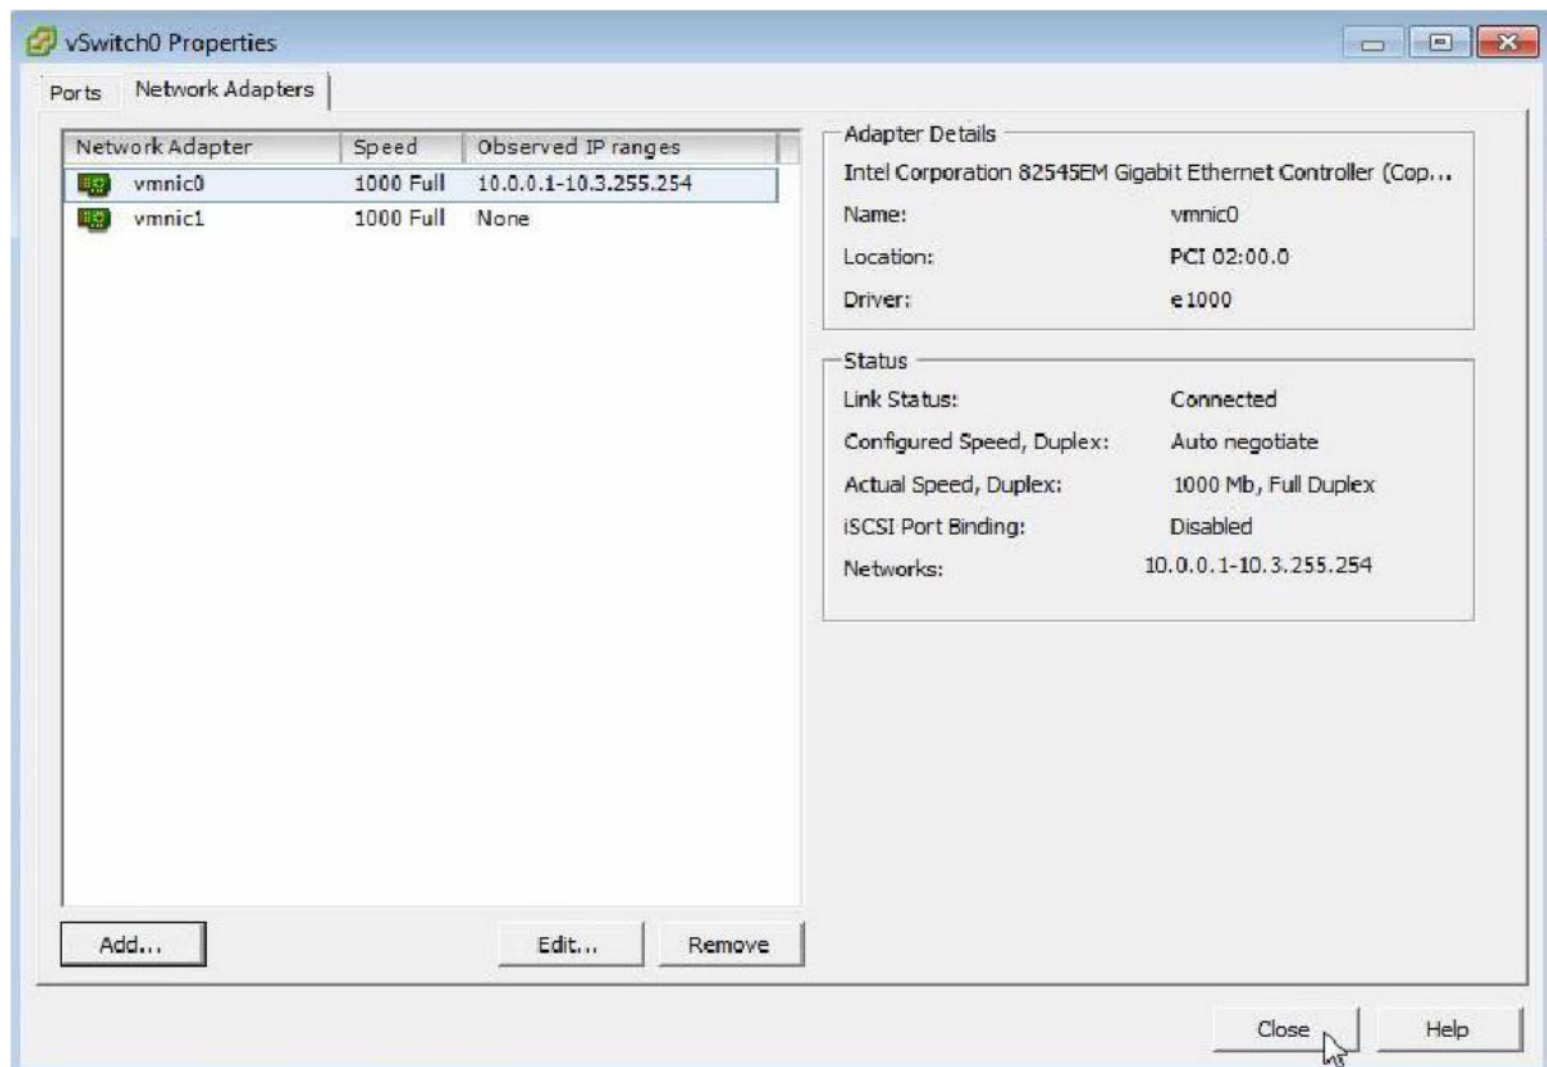 vSwitch0 Properties
Ports Network Adapters
Network Adapter Speed Observed IP ranges
vmnic0 1000 Full 10.0.0.1-10.3.255.254
vmnic1 1000 Full None
Adapter Details
Intel Corporation 82545EM Gigabit Ethernet Controller (Cop...
Name: vmnic0
Location: PCI 02:00.0
Driver: e1000
Status
Link Status: Connected
Configured Speed, Duplex: Auto negotiate
Actual Speed, Duplex: 1000 Mb, Full Duplex
iSCSI Port Binding: Disabled
Networks: 10.0.0.1-10.3.255.254
Add... Edit... Remove
Close Help